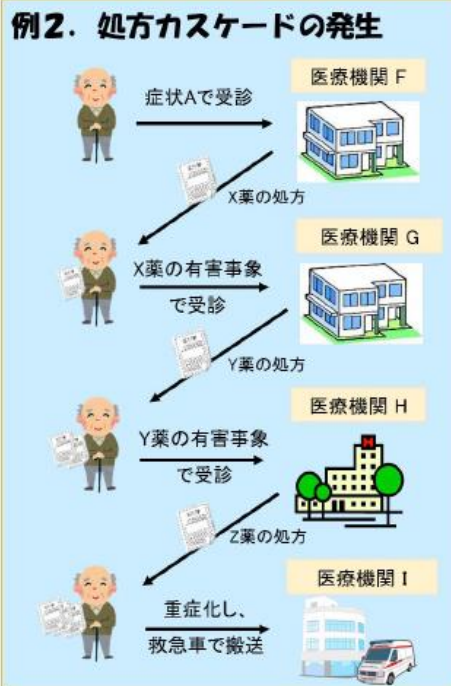 例2. 処方カスケードの発生
医療機関 F
症状Aで受診
X薬の処方
医療機関 G
X薬の有害事象
で受診
Y薬の処方
医療機関 H
Y薬の有害事象
で受診
H
Z薬の処方
医療機関 I
重症化し、
救急車で搬送